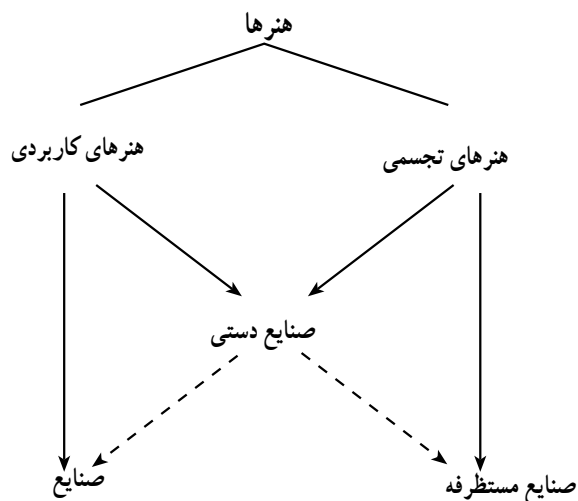 هنرها
هنرهای تجسمی
هنرهای کاربردی
صنایع دستی
صنایع مستظرفه
صنایع